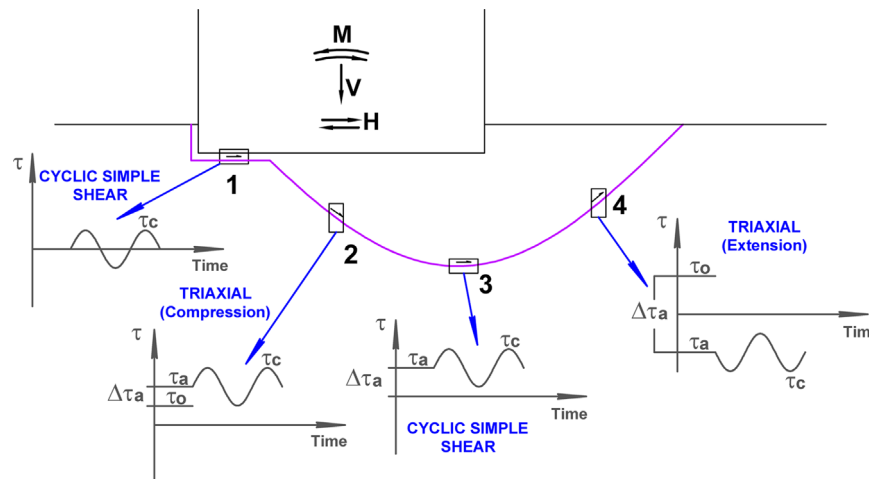 M
V
H
1
2
3
4
CYCLIC SIMPLE
SHEAR
τ
τc
Time
TRIAXIAL
(Compression)
τ
τa
τo
Δτa
τc
Time
τ
τa
Δτa
τc
Time
CYCLIC SIMPLE
SHEAR
TRIAXIAL
(Extension)
τ
τo
Δτa
τa
τc
Tim